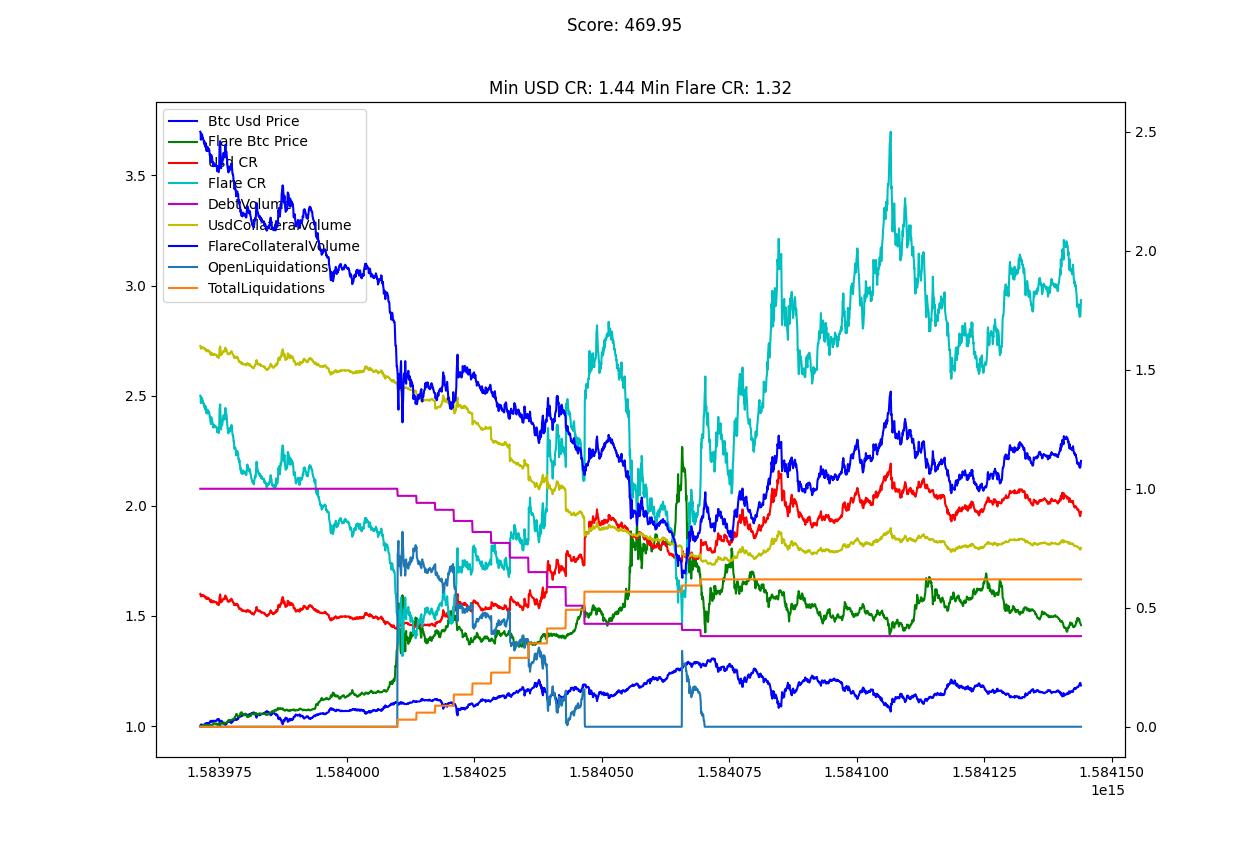 Score: 469.95
Min USD CR: 1.44 Min Flare CR: 1.32
Btc Usd Price
Flare Btc Price
Usd CR
Flare CR
DebtVolume
UsdCollateralVolume
FlareCollateralVolume
OpenLiquidations
TotalLiquidations
3.5
3.0
2.5
2.0
1.5
1.0
2.5
2.0
1.5
1.0
0.5
0.0
1.583975
1.584000
1.584025
1.584050
1.584075
1.584100
1.584125
1.584150
1e15